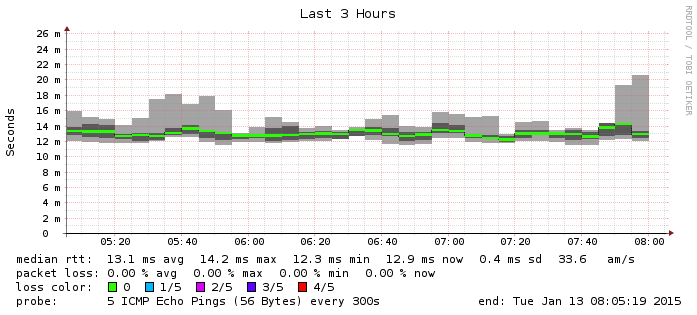 Last 3 Hours
RRDTOOL / TOBI OETIKER
Seconds
26 m
24 m
22 m
20 m
18 m
16 m
14 m
12 m
10 m
8 m
6 m
4 m
2 m
0
05:20 05:40 06:00 06:20 06:40 07:00 07:20 07:40 08:00
median rtt: 13.1 ms avg 14.2 ms max 12.3 ms min 12.9 ms now 0.4 ms sd 33.6 am/s
packet loss: 0.00 % avg 0.00 % max 0.00 % min 0.00 % now
loss color: 0 1/5 2/5 3/5 4/5
probe: 5 ICMP Echo Pings (56 Bytes) every 300s end: Tue Jan 13 08:05:19 2015